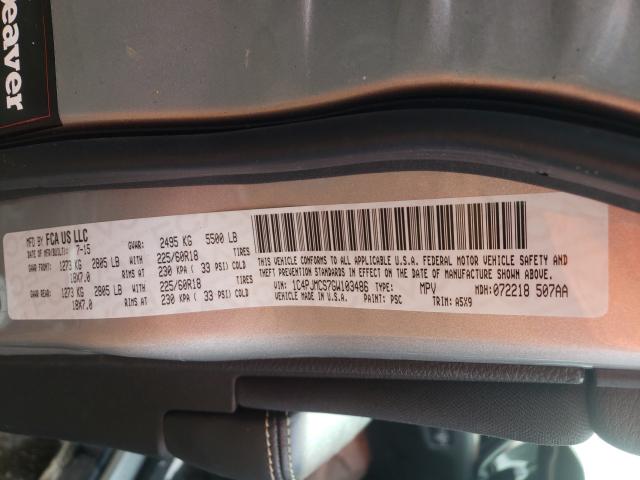 eaver
MFD BY FCA US LLC
DATE OF MFR(BUILT): 7-15 GVWR: 2495 KG 5500 LB
GAWR FRONT: 1273 KG 2805 LB WITH 225/60R18 TIRES
18X7.0 RIMS AT 230 KPA ( 33 PSI) COLD
GAWR REAR: 1273 KG 2805 LB WITH 225/60R18 TIRES
18X7.0 RIMS AT 230 KPA ( 33 PSI) COLD
THIS VEHICLE CONFORMS TO ALL APPLICABLE U.S.A. FEDERAL MOTOR VEHICLE SAFETY AND
THEFT PREVENTION STANDARDS IN EFFECT ON THE DATE OF MANUFACTURE SHOWN ABOVE.
VIN: 1C4PJMCS7GW103486 TYPE: MPV MDH: 072218 507AA
MADE IN U.S.A. PAINT: PSC TRIM: A5X9